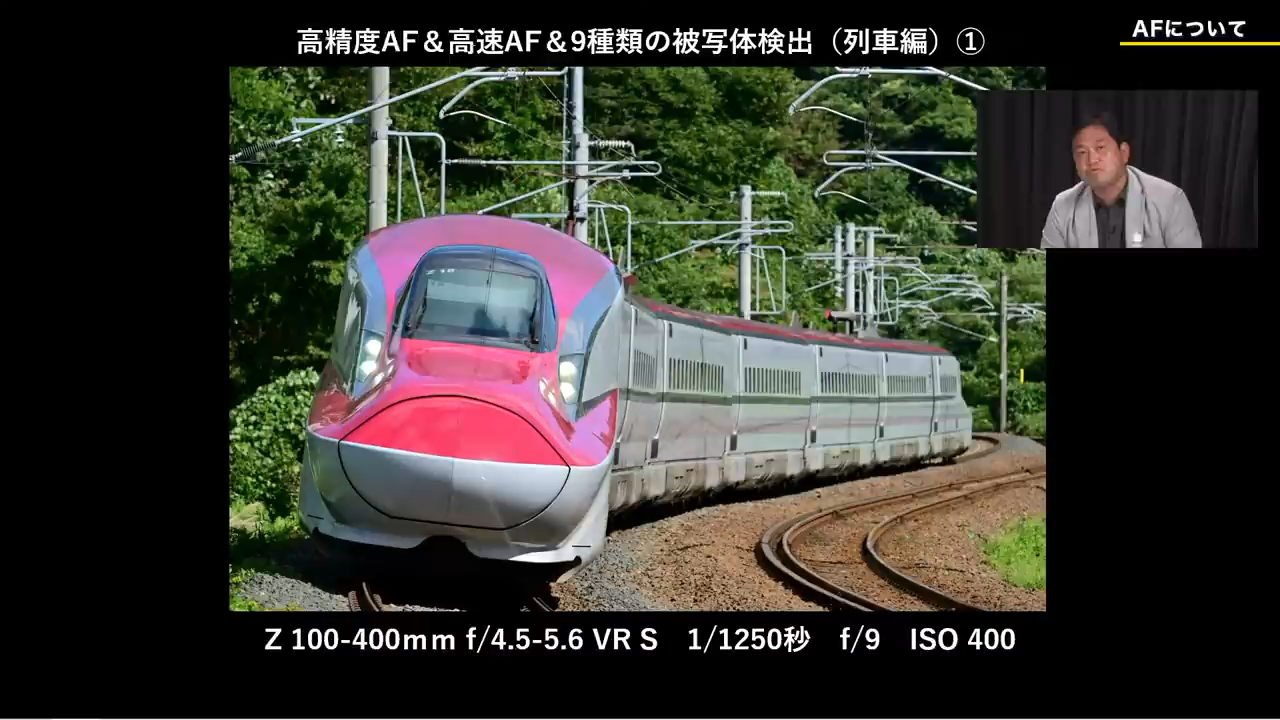 高精度AF＆高速AF＆9種類の被写体検出（列車編）①
AFについて
Z 100-400mm f/4.5-5.6 VR S　1/1250秒　f/9　ISO 400